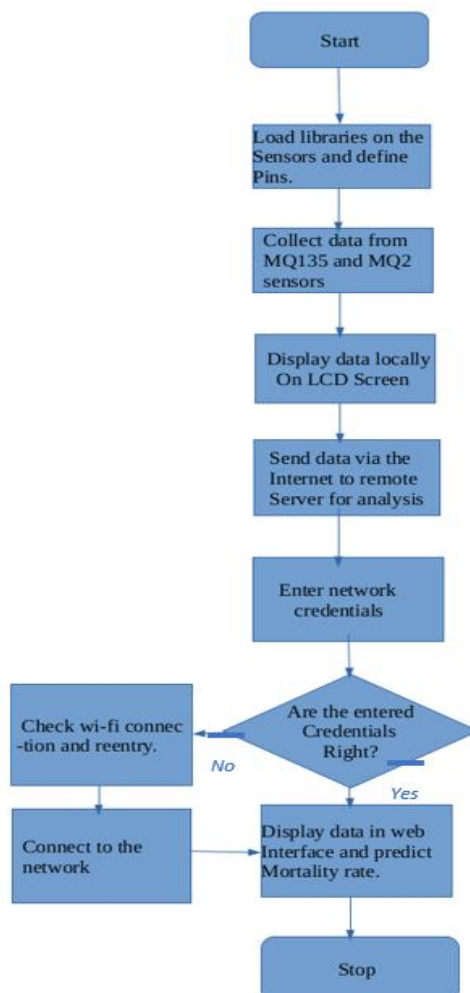 Start
Load libraries on the
Sensors and define
Pins.
Collect data from
MQ135 and MQ2
sensors
Display data locally
On LCD Screen
Send data via the
Internet to remote
Server for analysis
Enter network
credentials
Are the entered
Credentials
Right?
No
Yes
Check wi-fi connec
-tion and reentry.
Connect to the
network
Display data in web
Interface and predict
Mortality rate.
Stop